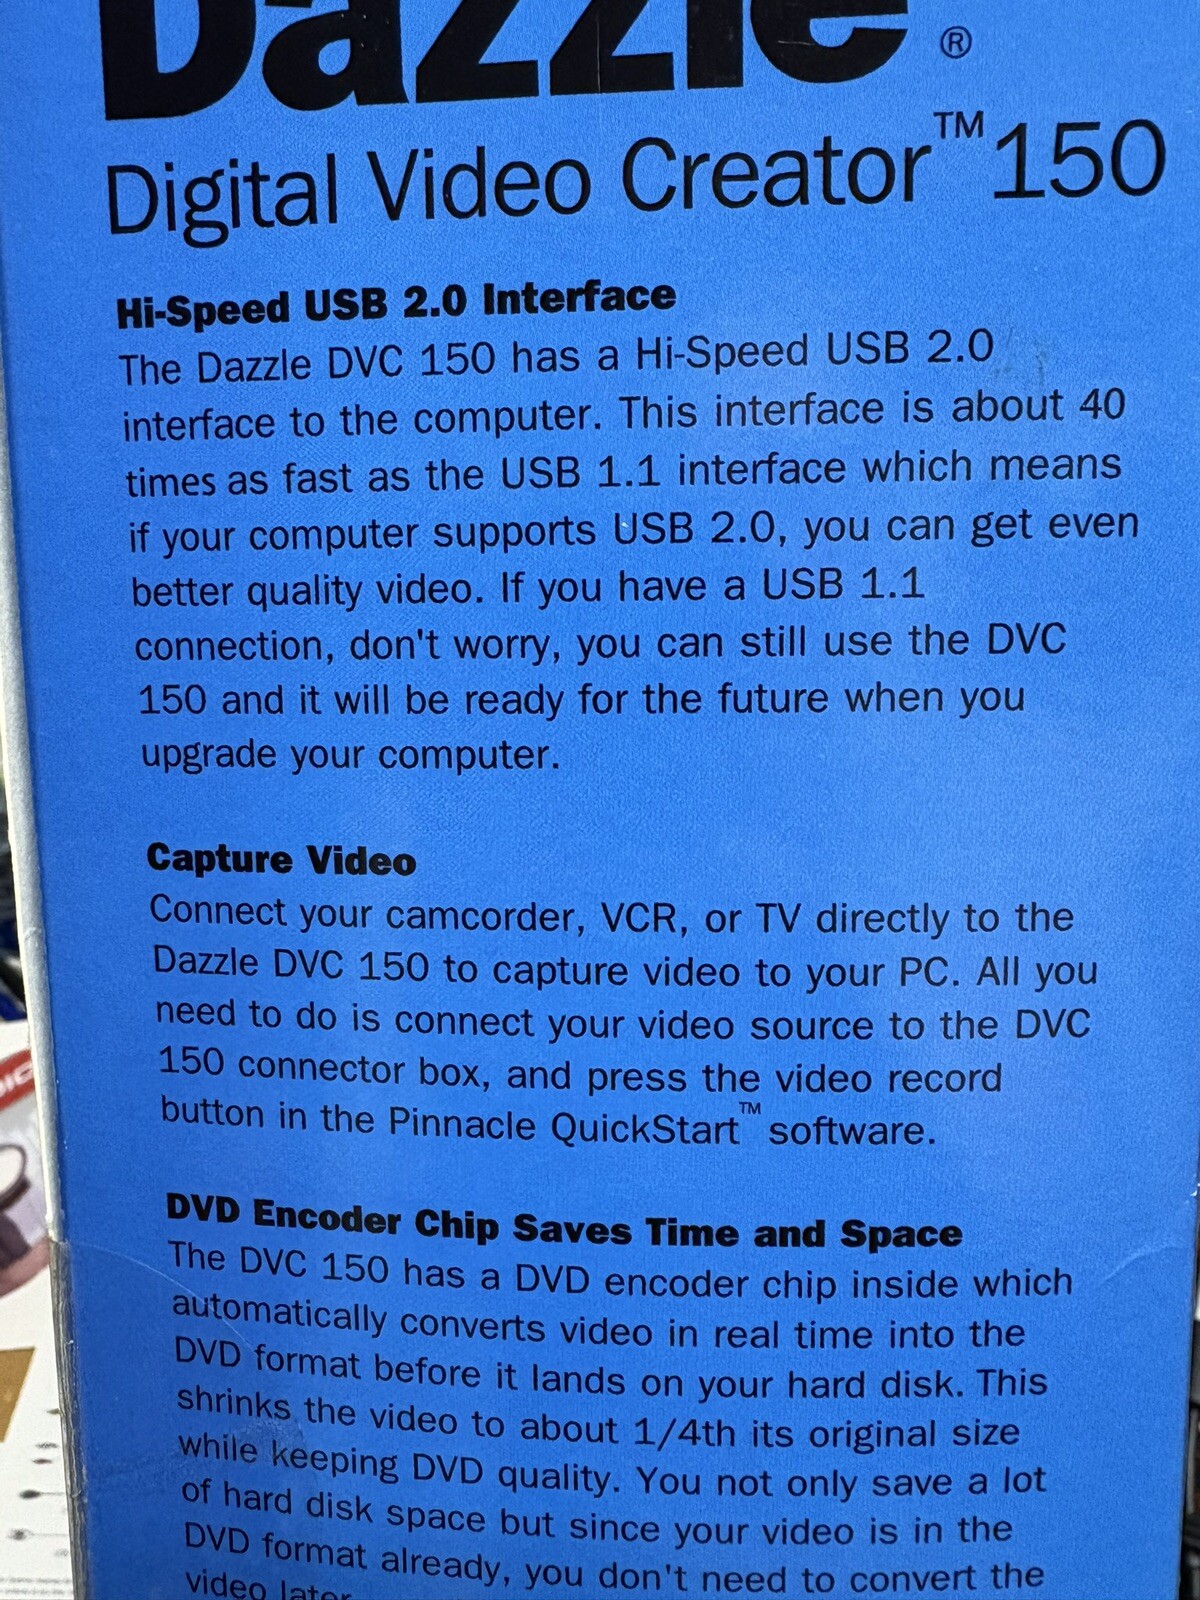 Dazzle®
Digital Video Creator™ 150
Hi-Speed USB 2.0 Interface
The Dazzle DVC 150 has a Hi-Speed USB 2.0
interface to the computer. This interface is about 40
times as fast as the USB 1.1 interface which means
if your computer supports USB 2.0, you can get even
better quality video. If you have a USB 1.1
connection, don't worry, you can still use the DVC
150 and it will be ready for the future when you
upgrade your computer.
Capture Video
Connect your camcorder, VCR, or TV directly to the
Dazzle DVC 150 to capture video to your PC. All you
need to do is connect your video source to the DVC
150 connector box, and press the video record
button in the Pinnacle QuickStart™ software.
DVD Encoder Chip Saves Time and Space
The DVC 150 has a DVD encoder chip inside which
automatically converts video in real time into the
DVD format before it lands on your hard disk. This
shrinks the video to about 1/4th its original size
while keeping DVD quality. You not only save a lot
of hard disk space but since your video is in the
DVD format already, you don't need to convert the
video later